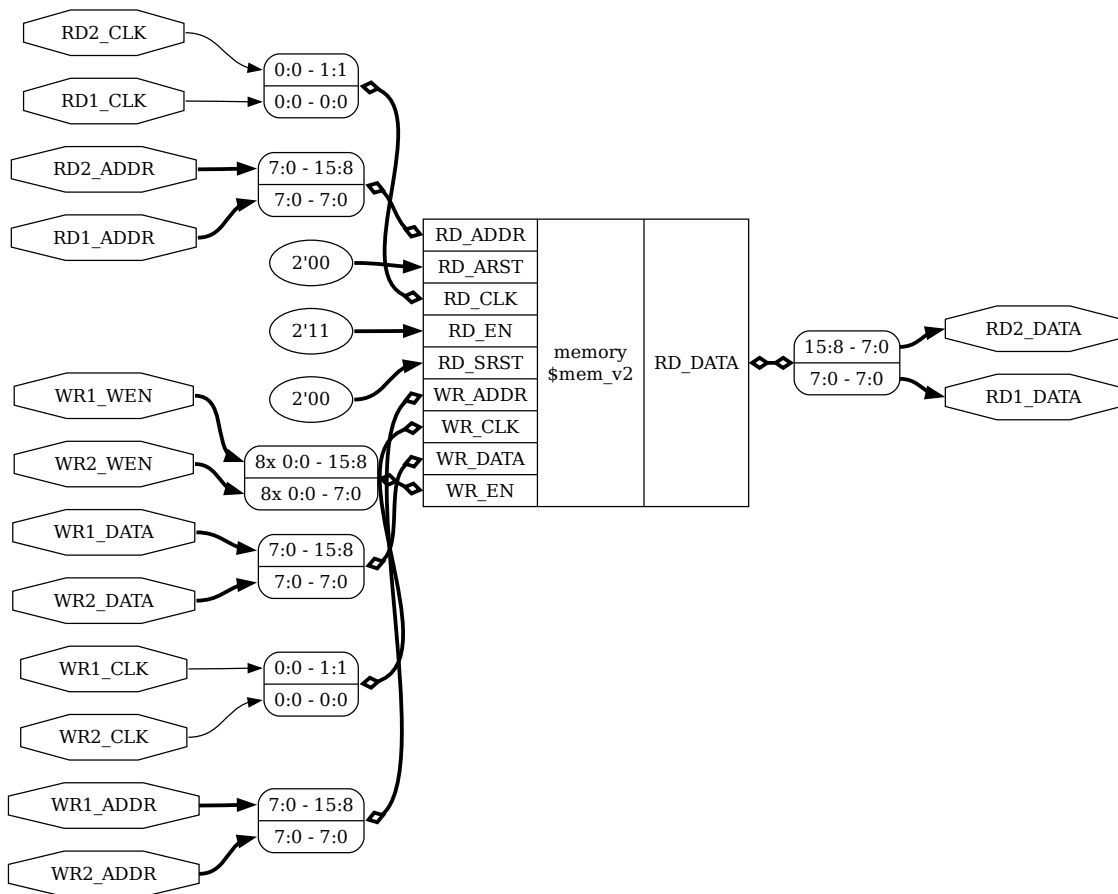 RD2_CLK
RD1_CLK
0:0 - 1:1
0:0 - 0:0
RD2_ADDR
RD1_ADDR
7:0 - 15:8
7:0 - 7:0
2'00
2'11
2'00
WR1_WEN
WR2_WEN
8x 0:0 - 15:8
8x 0:0 - 7:0
WR1_DATA
WR2_DATA
7:0 - 15:8
7:0 - 7:0
WR1_CLK
WR2_CLK
0:0 - 1:1
0:0 - 0:0
WR1_ADDR
WR2_ADDR
7:0 - 15:8
7:0 - 7:0
RD_ADDR
RD_ARST
RD_CLK
RD_EN
RD_SRST
WR_ADDR
WR_CLK
WR_DATA
WR_EN
memory
$mem_v2
RD_DATA
15:8 - 7:0
7:0 - 7:0
RD2_DATA
RD1_DATA